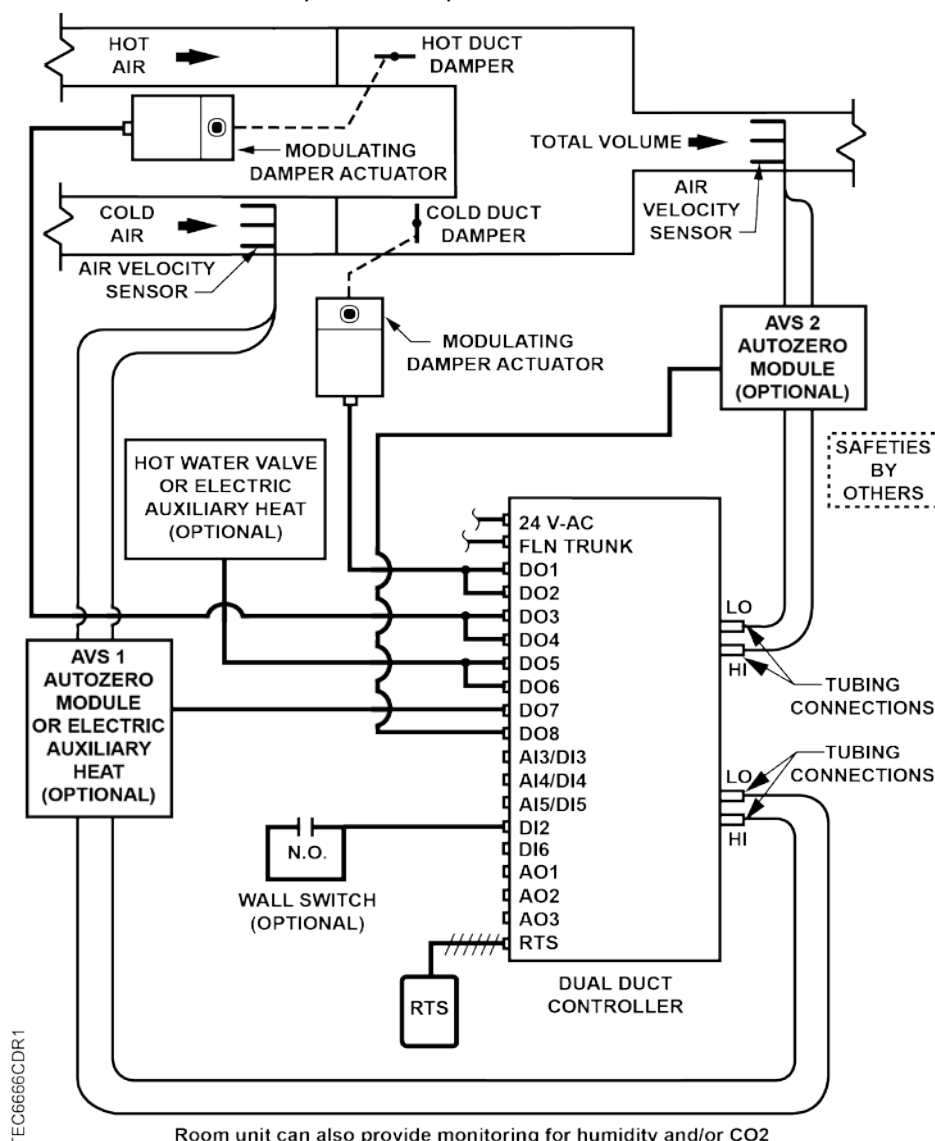 HOT
AIR
HOT DUCT
DAMPER
MODULATING
DAMPER ACTUATOR
TOTAL VOLUME
AIR
VELOCITY
SENSOR
COLD
AIR
COLD DUCT
DAMPER
AIR VELOCITY
SENSOR
MODULATING
DAMPER ACTUATOR
AVS 2
AUTOZERO
MODULE
(OPTIONAL)
SAFETIES
BY
OTHERS
HOT WATER VALVE
OR ELECTRIC
AUXILIARY HEAT
(OPTIONAL)
24 V-AC
FLN TRUNK
DO1
DO2
DO3
DO4
DO5
DO6
DO7
DO8
AI3/DI3
AI4/DI4
AI5/DI5
DI2
DI6
AO1
AO2
AO3
RTS
LO
HI
TUBING
CONNECTIONS
LO
HI
TUBING
CONNECTIONS
AVS 1
AUTOZERO
MODULE
OR ELECTRIC
AUXILIARY
HEAT
(OPTIONAL)
N.O.
WALL SWITCH
(OPTIONAL)
RTS
DUAL DUCT
CONTROLLER
TEC6666CDR1
Room unit can also provide monitoring for humidity and/or CO2